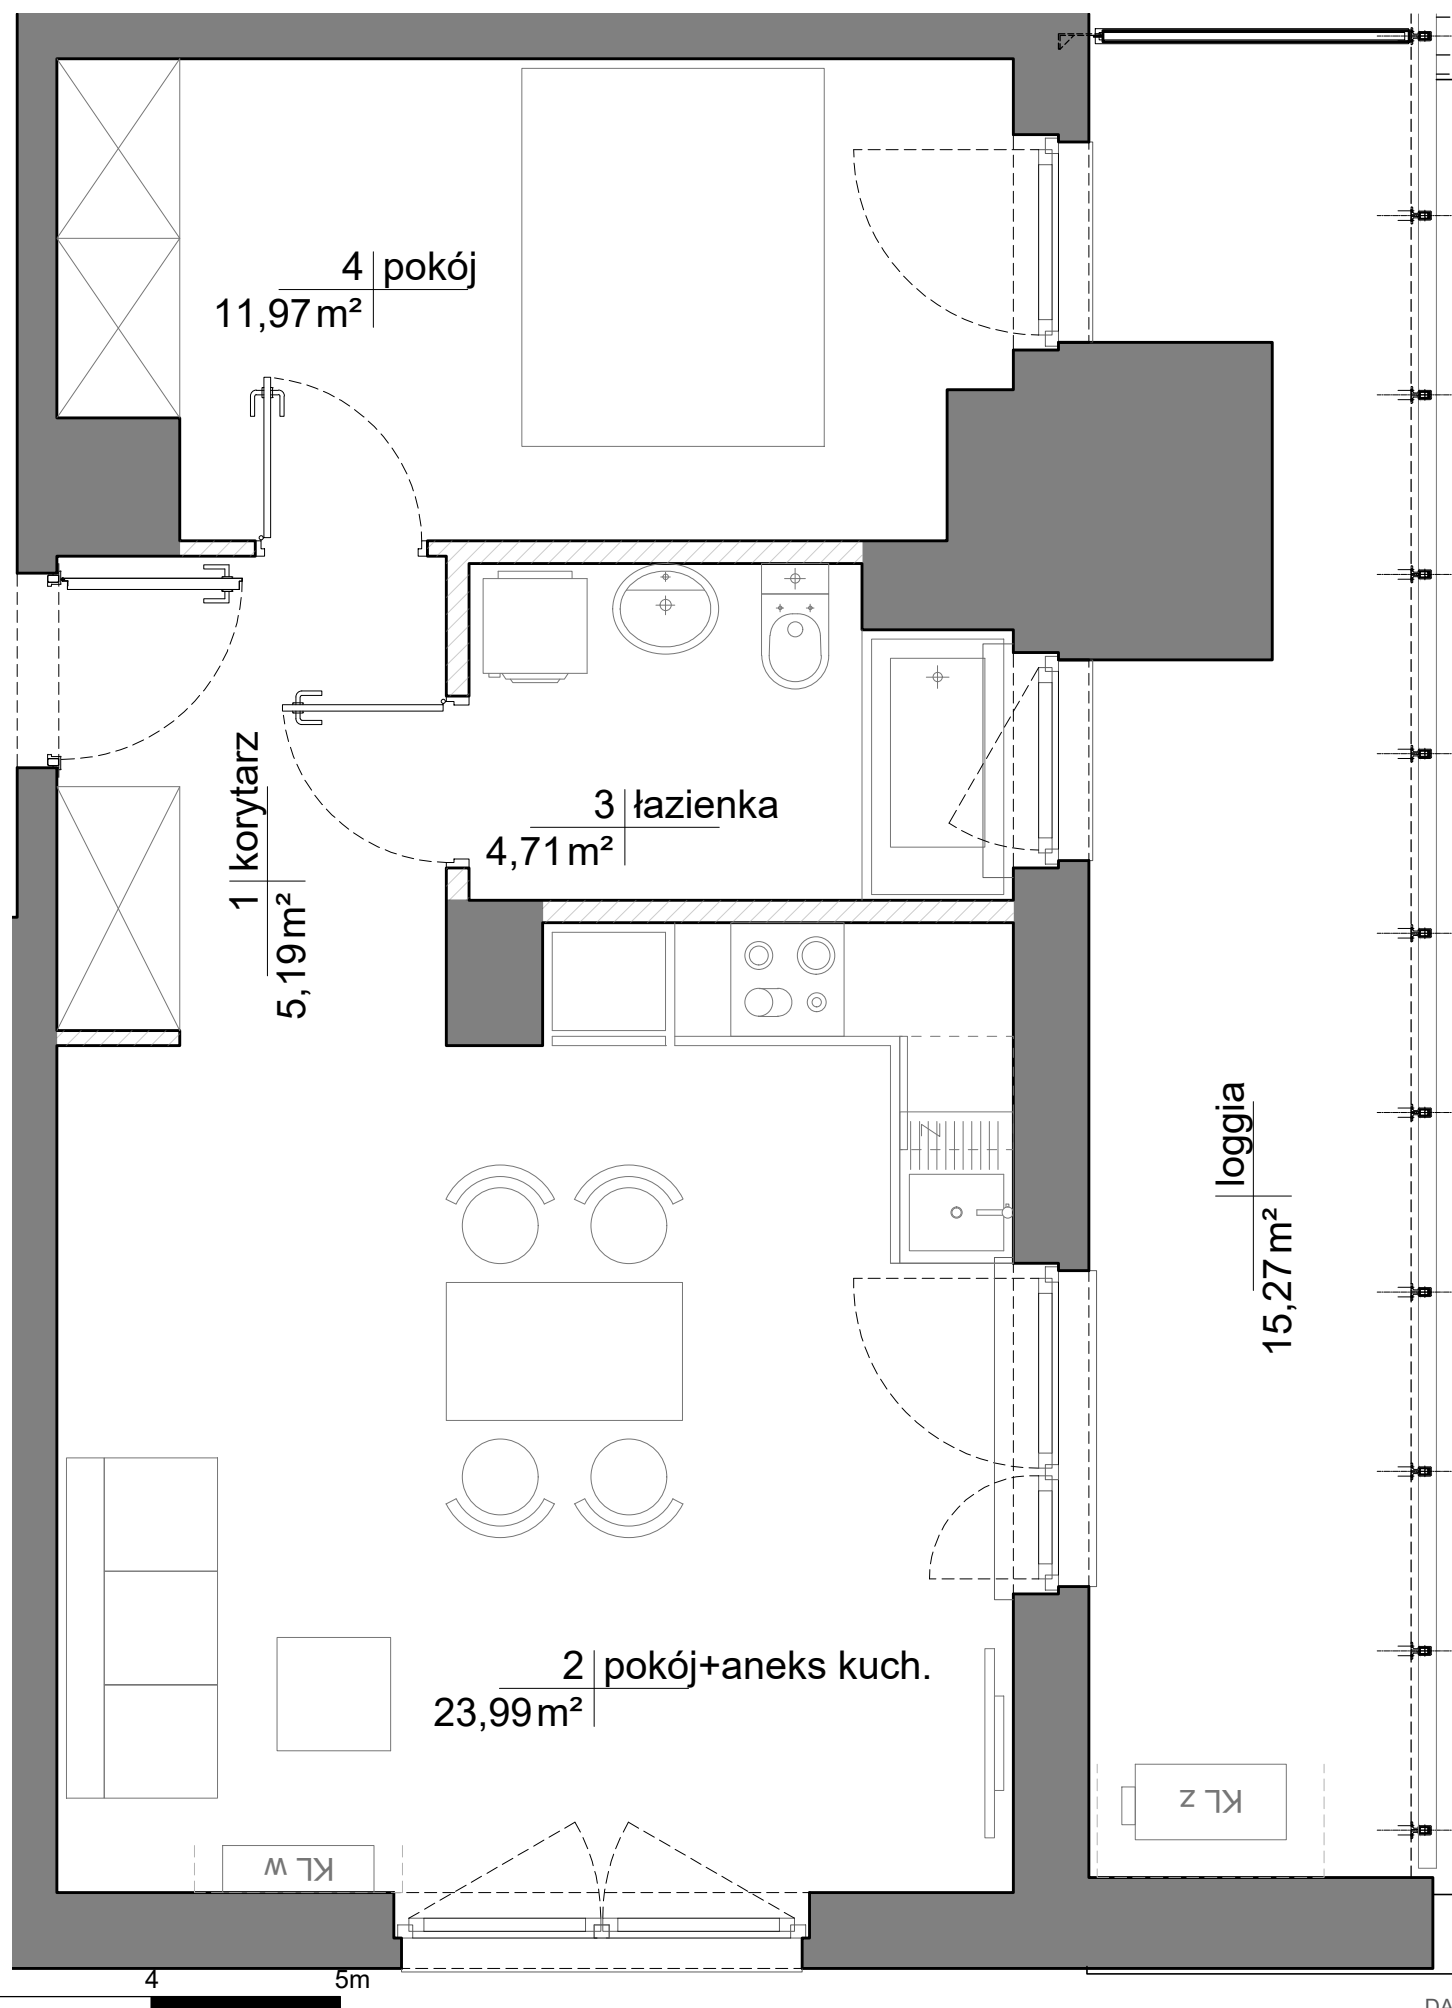 4 pokój
11,97 m²
1 korytarz
5,19 m²
3 łazienka
4,71 m²
loggia
15,27 m²
2 pokój+aneks kuch.
23,99 m²
KL z
KL w
4 5m
DA